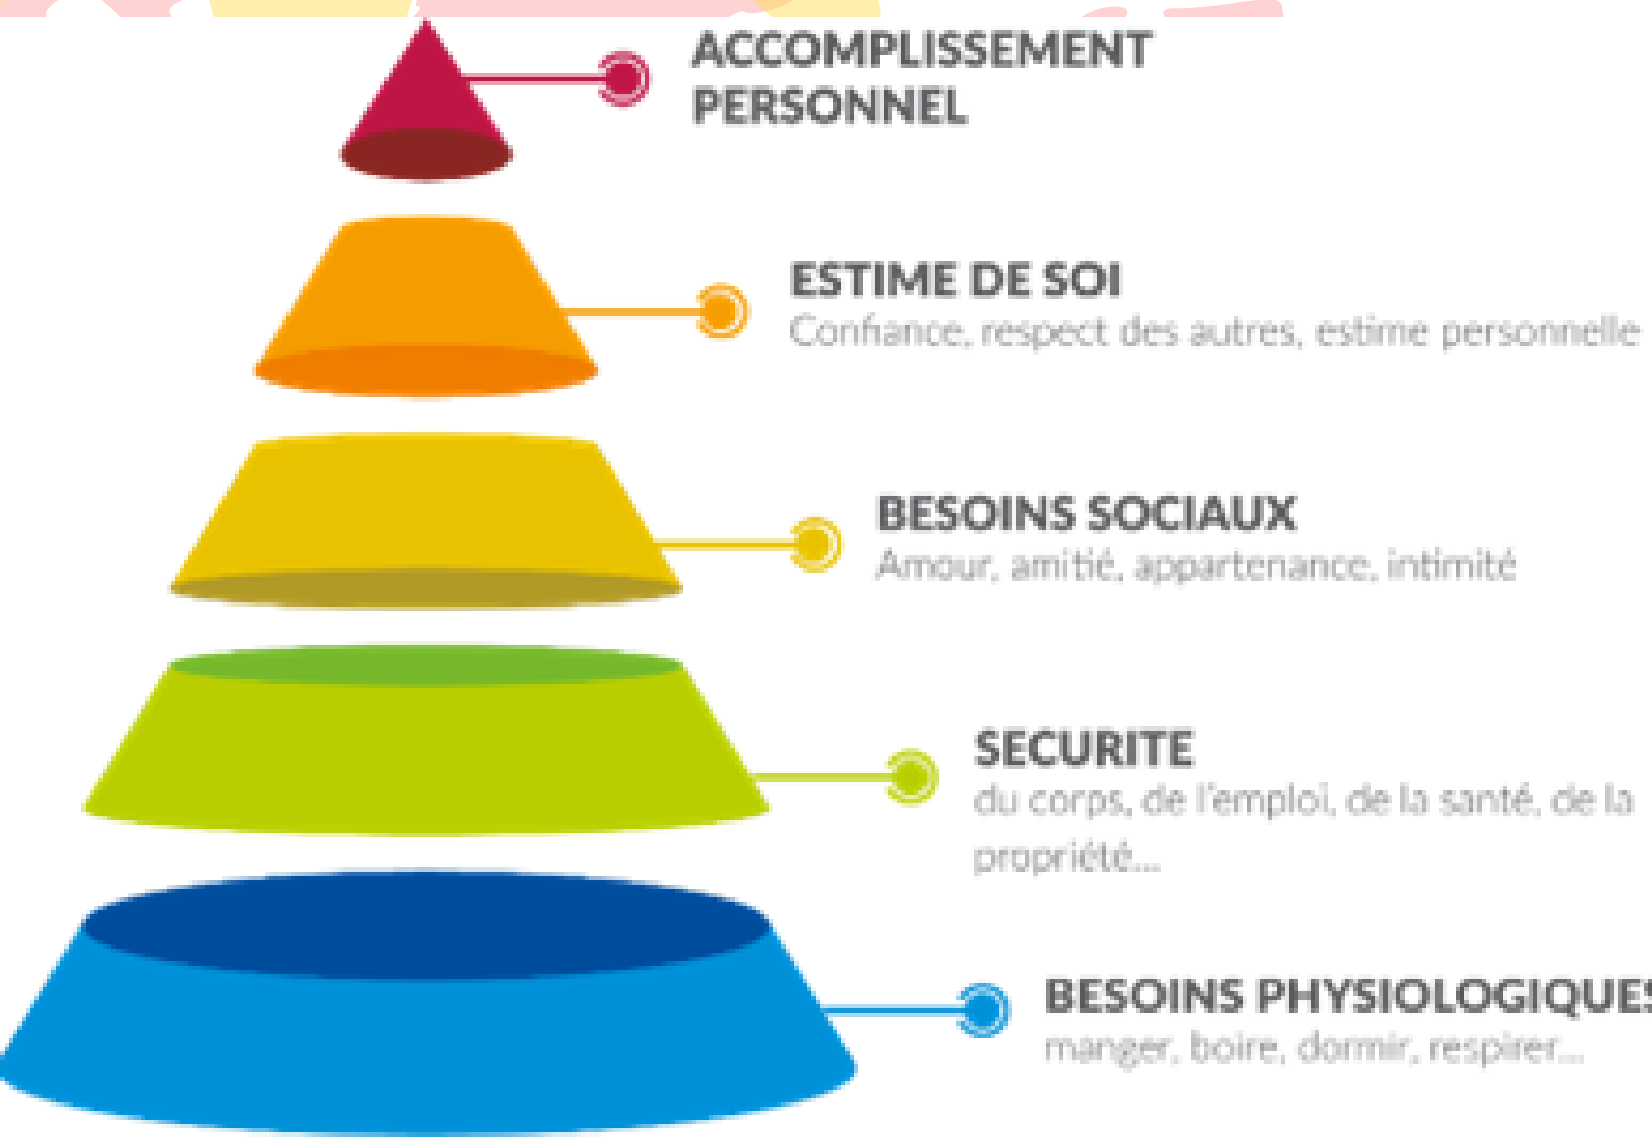 ACCOMPLISSEMENT
PERSONNEL
ESTIME DE SOI
Confiance, respect des autres, estime personnelle
BESOINS SOCIAUX
Amour, amitié, appartenance, intimité
SECURITE
du corps, de l'emploi, de la santé, de la
propriété...
BESOINS PHYSIOLOGIQUES
manger, boire, dormir, respirer...